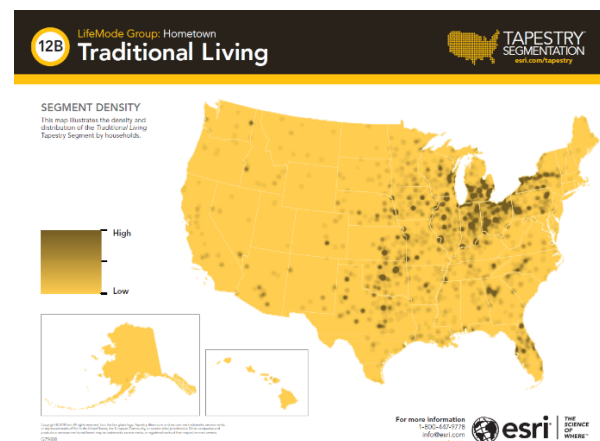 12B
LifeMode Group: Hometown
Traditional Living
TAPESTRY
SEGMENTATION
esri.com/tapestry
SEGMENT DENSITY
This map illustrates the density and
distribution of the Traditional Living
Tapestry Segment by households.
High
Low
For more information
1-800-447-9778
info@esri.com
esri
THE
SCIENCE
OF
WHERE™